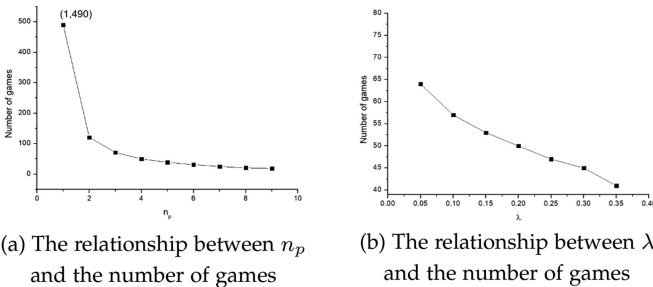 (1,490)
Number of games
500
400
300
200
100
0
0 2 4 6 8 10
n_p
(a) The relationship between n_p
and the number of games
Number of games
80
75
70
65
60
55
50
45
40
0.00 0.05 0.10 0.15 0.20 0.25 0.30 0.35 0.40
λ
(b) The relationship between λ
and the number of games